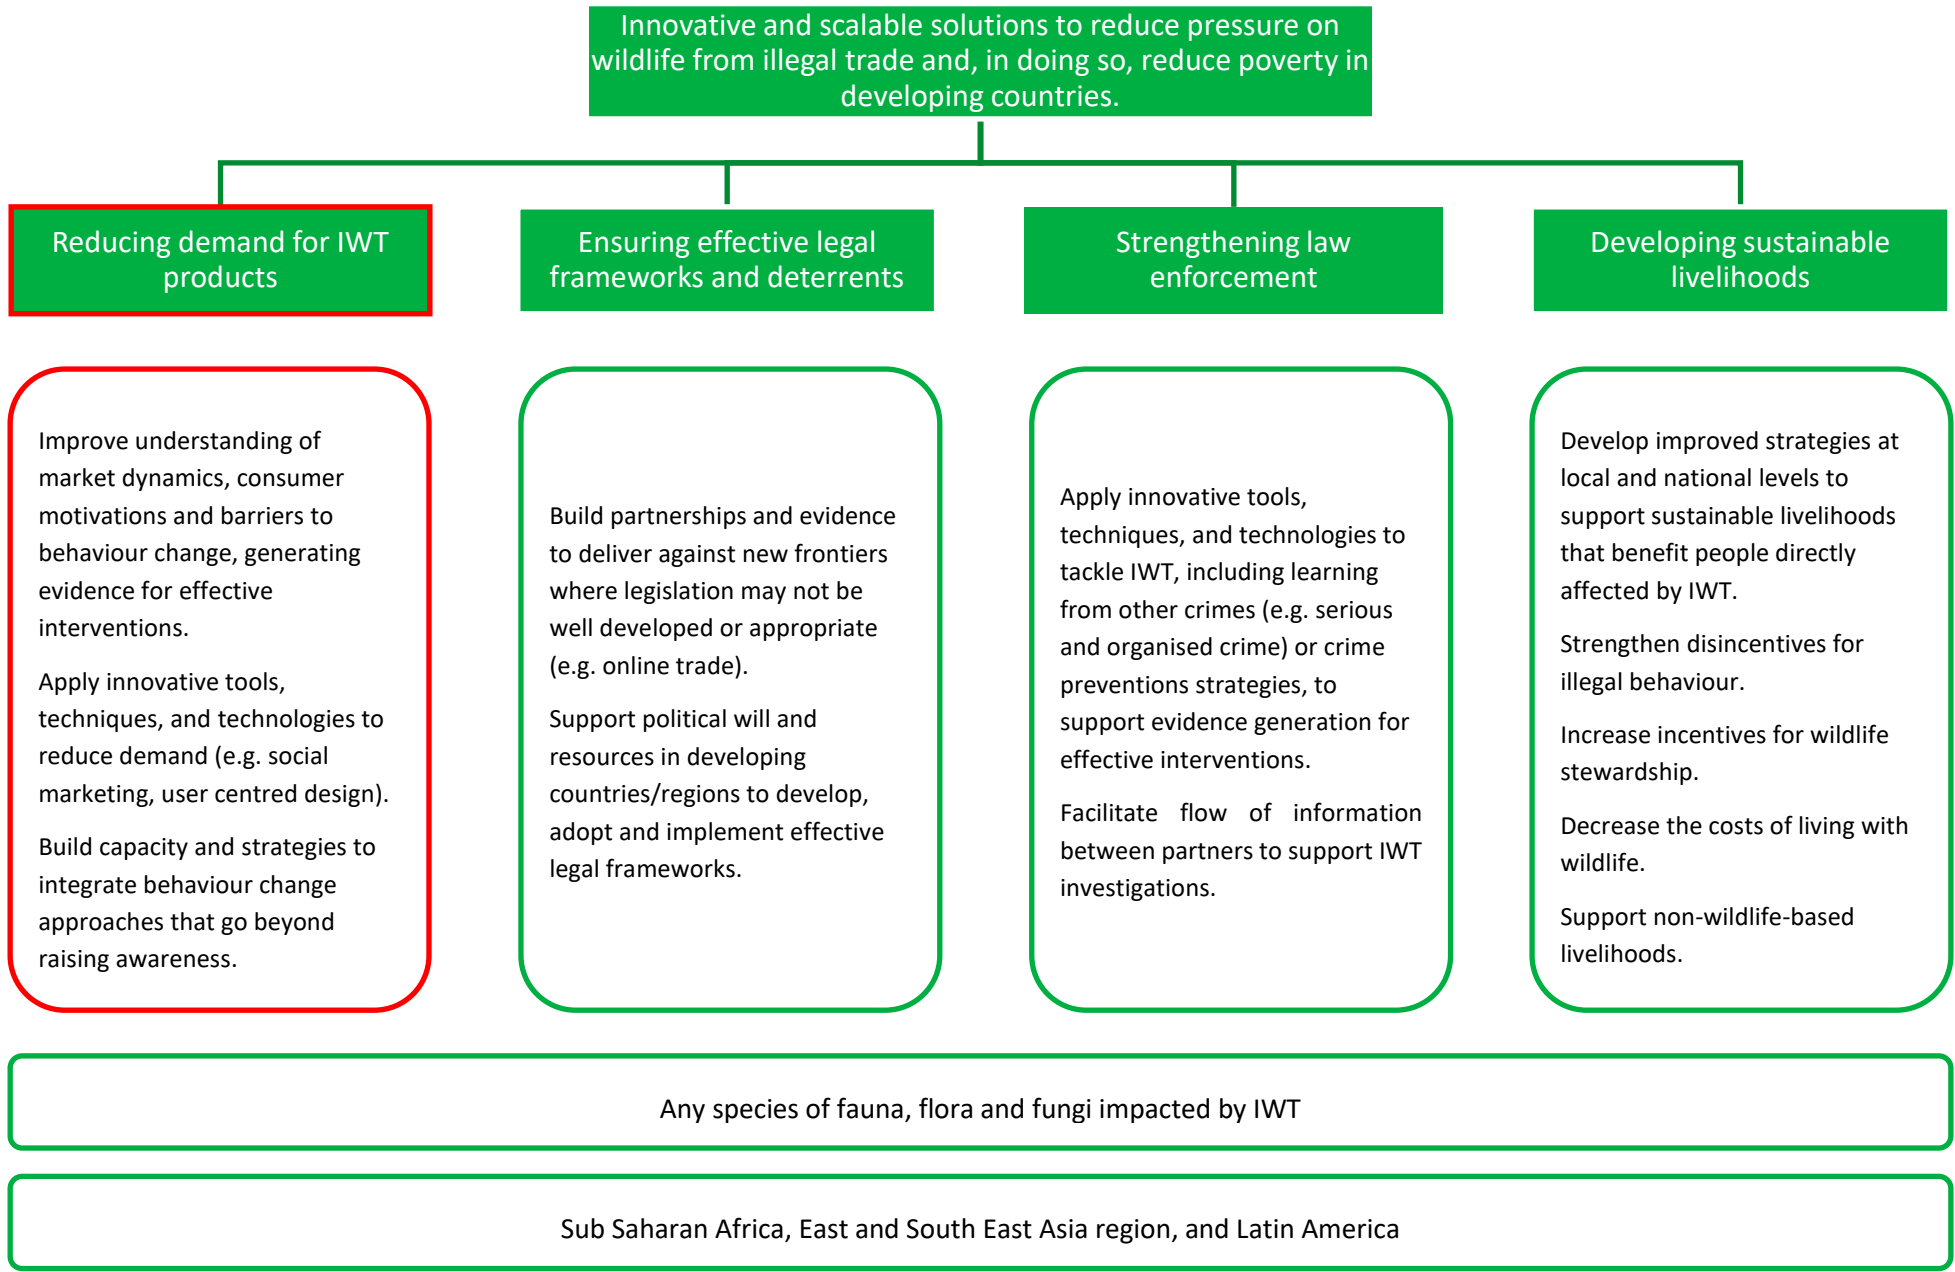 Innovative and scalable solutions to reduce pressure on
wildlife from illegal trade and, in doing so, reduce poverty in
developing countries.
Reducing demand for IWT
products
Ensuring effective legal
frameworks and deterrents
Strengthening law
enforcement
Developing sustainable
livelihoods
Improve understanding of
market dynamics, consumer
motivations and barriers to
behaviour change, generating
evidence for effective
interventions.
Apply innovative tools,
techniques, and technologies to
reduce demand (e.g. social
marketing, user centred design).
Build capacity and strategies to
integrate behaviour change
approaches that go beyond
raising awareness.
Build partnerships and evidence
to deliver against new frontiers
where legislation may not be
well developed or appropriate
(e.g. online trade).
Support political will and
resources in developing
countries/regions to develop,
adopt and implement effective
legal frameworks.
Apply innovative tools,
techniques, and technologies to
tackle IWT, including learning
from other crimes (e.g. serious
and organised crime) or crime
preventions strategies, to
support evidence generation for
effective interventions.
Facilitate flow of information
between partners to support IWT
investigations.
Develop improved strategies at
local and national levels to
support sustainable livelihoods
that benefit people directly
affected by IWT.
Strengthen disincentives for
illegal behaviour.
Increase incentives for wildlife
stewardship.
Decrease the costs of living with
wildlife.
Support non-wildlife-based
livelihoods.
Any species of fauna, flora and fungi impacted by IWT
Sub Saharan Africa, East and South East Asia region, and Latin America